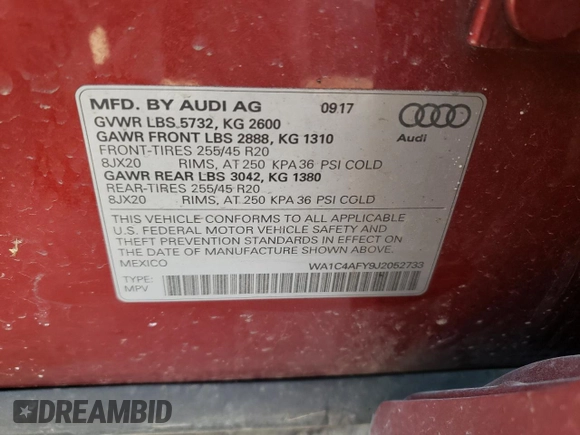 MFD. BY AUDI AG 09.17
GVWR LBS.5732, KG 2600
GAWR FRONT LBS 2888, KG 1310
FRONT-TIRES 255/45 R20
8JX20 RIMS, AT 250 KPA 36 PSI COLD
GAWR REAR LBS 3042, KG 1380
REAR-TIRES 255/45 R20
8JX20 RIMS, AT 250 KPA 36 PSI COLD
Audi
THIS VEHICLE CONFORMS TO ALL APPLICABLE
U.S. FEDERAL MOTOR VEHICLE SAFETY AND
THEFT PREVENTION STANDARDS IN EFFECT ON
THE DATE OF MANUFACTURE SHOWN ABOVE.
MEXICO WA1C4AFY9J2052733
TYPE:
MPV
DREAMBID